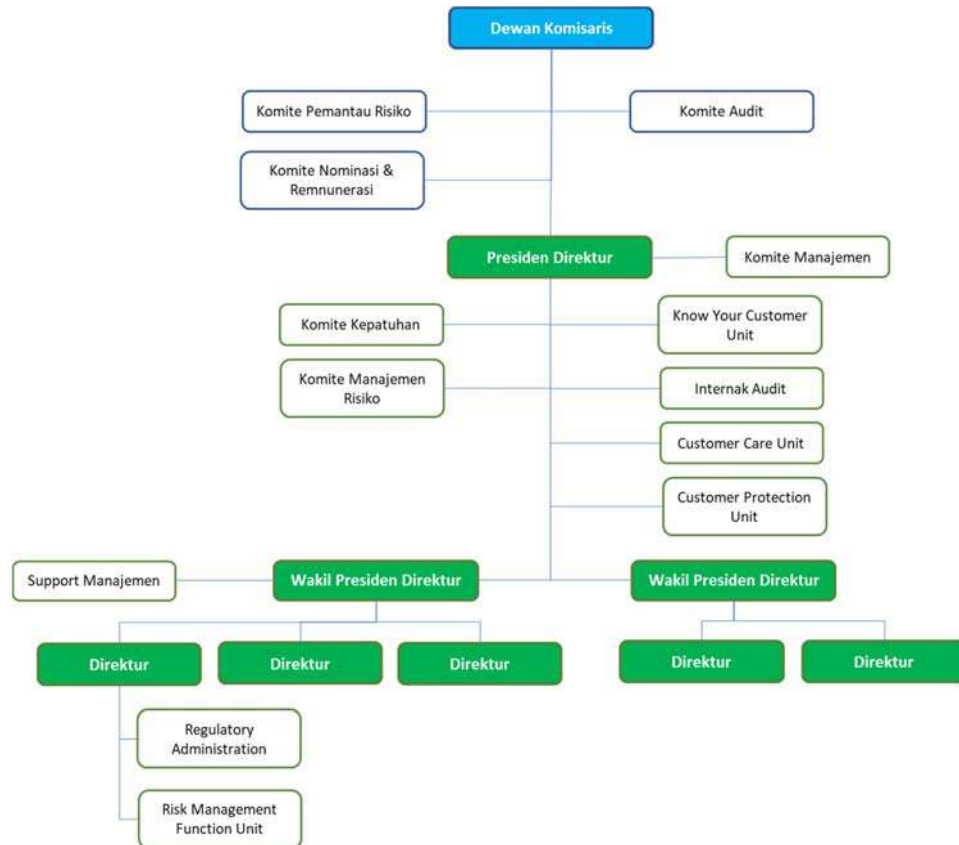 Dewan Komisaris
Komite Pemantau Risiko
Komite Audit
Komite Nominasi &
Remnunerasi
Presiden Direktur
Komite Manajemen
Komite Kepatuhan
Know Your Customer
Unit
Komite Manajemen
Risiko
Internak Audit
Customer Care Unit
Customer Protection
Unit
Support Manajemen
Wakil Presiden Direktur
Wakil Presiden Direktur
Direktur
Direktur
Direktur
Direktur
Direktur
Regulatory
Administration
Risk Management
Function Unit